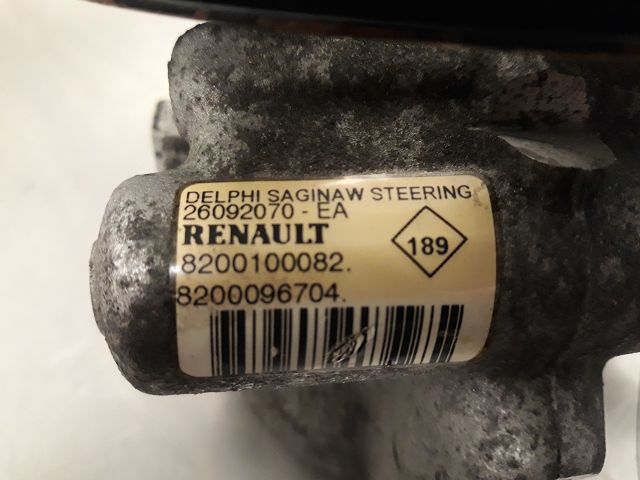 DELPHI SAGINAW STEERING
26092070 - EA
RENAULT
189
8200100082.
8200096704.